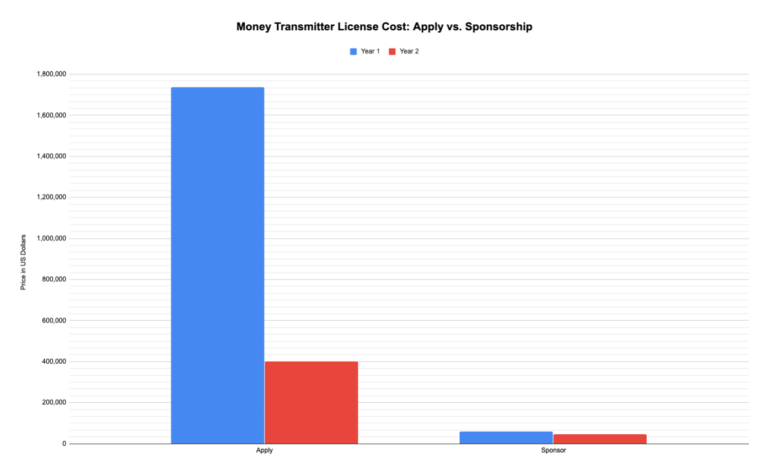 Money Transmitter License Cost: Apply vs. Sponsorship
Year 1 Year 2
1,800,000
1,600,000
1,400,000
1,200,000
1,000,000
800,000
600,000
400,000
200,000
0
Price in US Dollars
Apply Sponsor